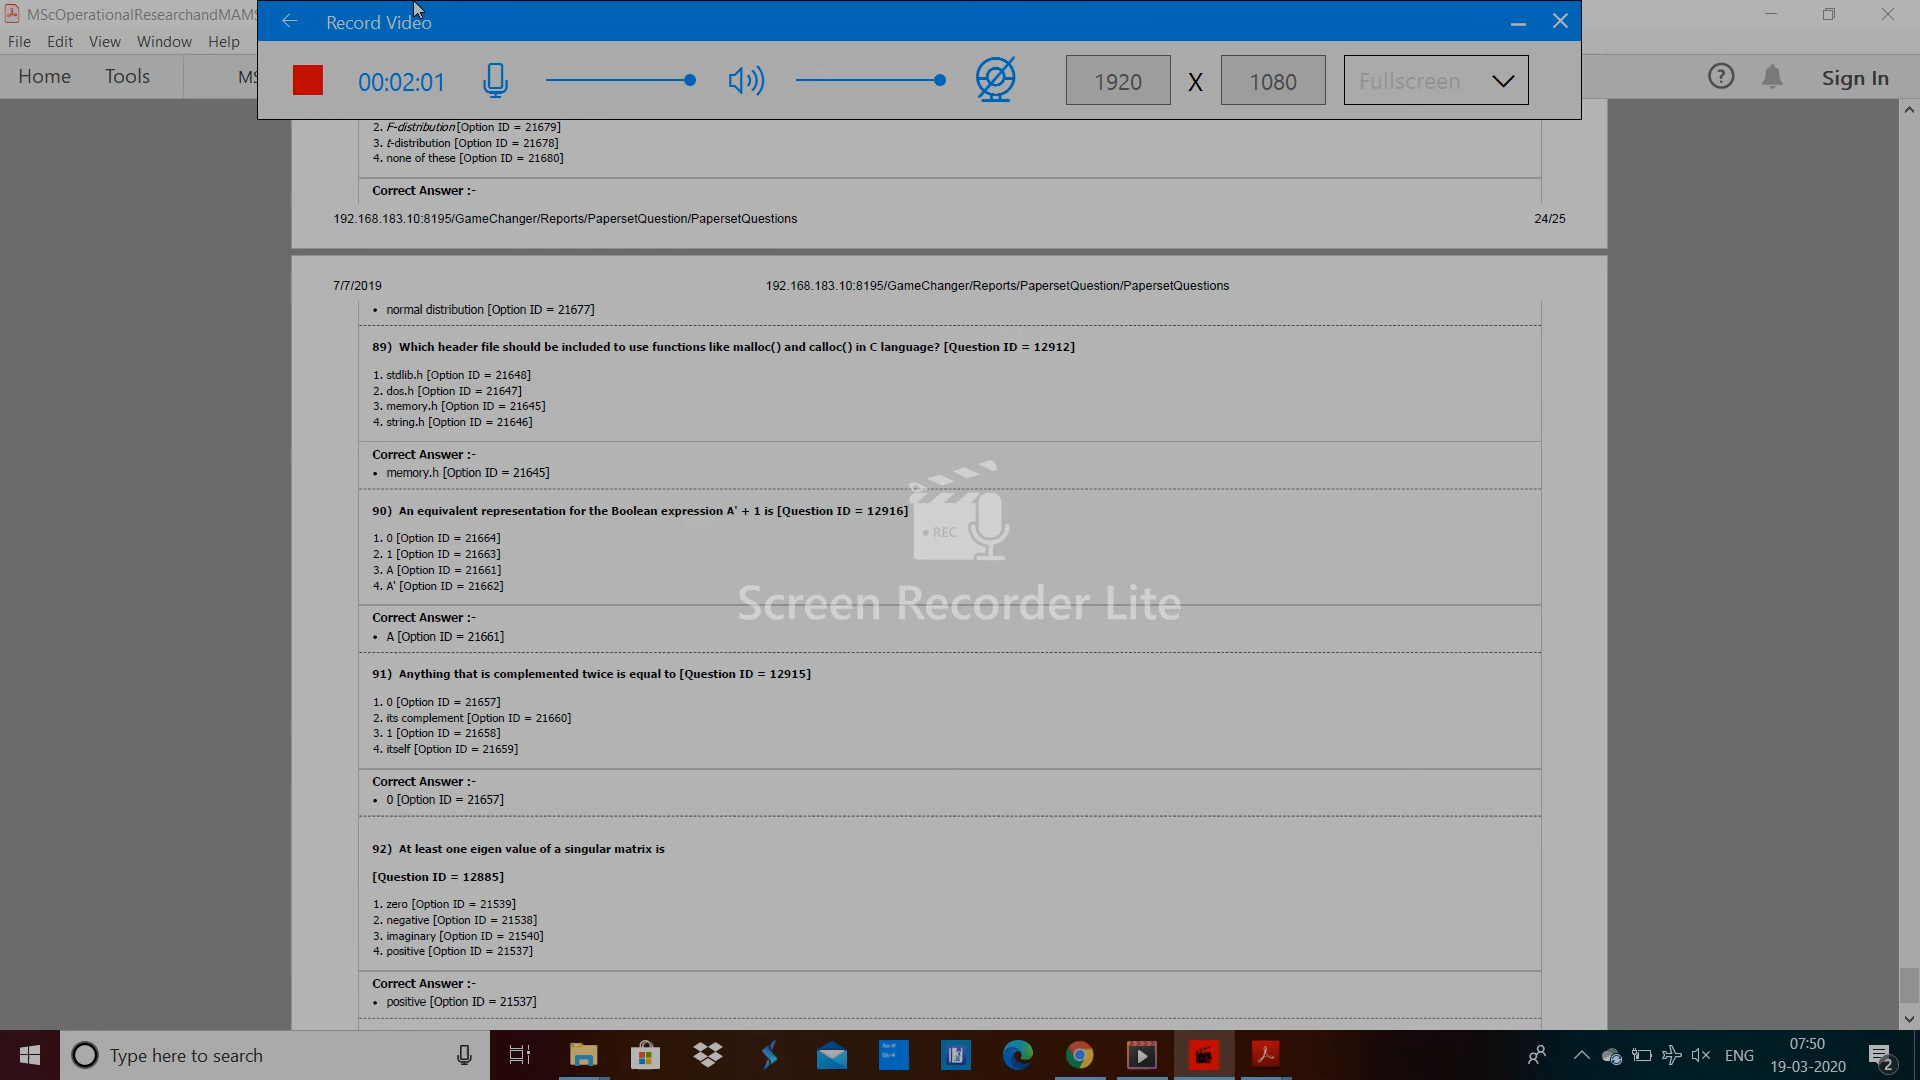 MScOperationalResearchandMAMS
Record Video
File Edit View Window Help
00:02:01
1920 X 1080
Fullscreen
Home Tools MS
Sign In
2. F-distribution [Option ID = 21679]
3. t-distribution [Option ID = 21678]
4. none of these [Option ID = 21680]
Correct Answer :-
192.168.183.10:8195/GameChanger/Reports/PapersetQuestion/PapersetQuestions 24/25
7/7/2019 192.168.183.10:8195/GameChanger/Reports/PapersetQuestion/PapersetQuestions
• normal distribution [Option ID = 21677]
89) Which header file should be included to use functions like malloc() and calloc() in C language? [Question ID = 12912]
1. stdlib.h [Option ID = 21648]
2. dos.h [Option ID = 21647]
3. memory.h [Option ID = 21645]
4. string.h [Option ID = 21646]
Correct Answer :-
• memory.h [Option ID = 21645]
90) An equivalent representation for the Boolean expression A' + 1 is [Question ID = 12916]
1. 0 [Option ID = 21664]
2. 1 [Option ID = 21663]
3. A [Option ID = 21661]
4. A' [Option ID = 21662]
• REC
Screen Recorder Lite
Correct Answer :-
• A [Option ID = 21661]
91) Anything that is complemented twice is equal to [Question ID = 12915]
1. 0 [Option ID = 21657]
2. its complement [Option ID = 21660]
3. 1 [Option ID = 21658]
4. itself [Option ID = 21659]
Correct Answer :-
• 0 [Option ID = 21657]
92) At least one eigen value of a singular matrix is
[Question ID = 12885]
1. zero [Option ID = 21539]
2. negative [Option ID = 21538]
3. imaginary [Option ID = 21540]
4. positive [Option ID = 21537]
Correct Answer :-
• positive [Option ID = 21537]
Type here to search
ENG
07:50
19-03-2020
2